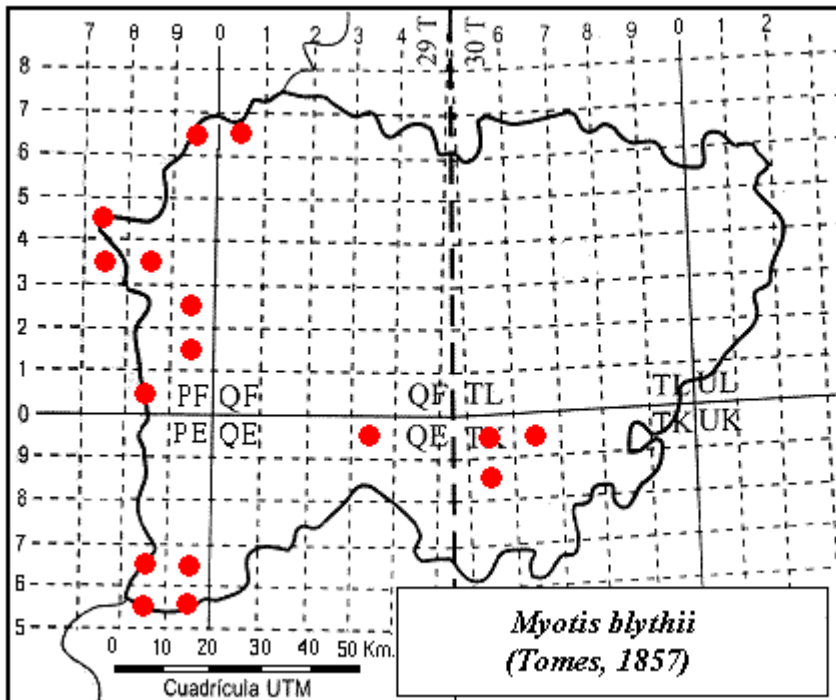 7 8 9 0 1 2 3 4 29 T 30 T 6 7 8 9 0 1 2
8
7
6
5
4
3
2
1
PF QF QF TL TL UL
0
PE QE QE TK TK UK
9
8
7
6
5
0 10 20 30 40 50 Km.
Cuadrícula UTM
Myotis blythii
(Tomes, 1857)